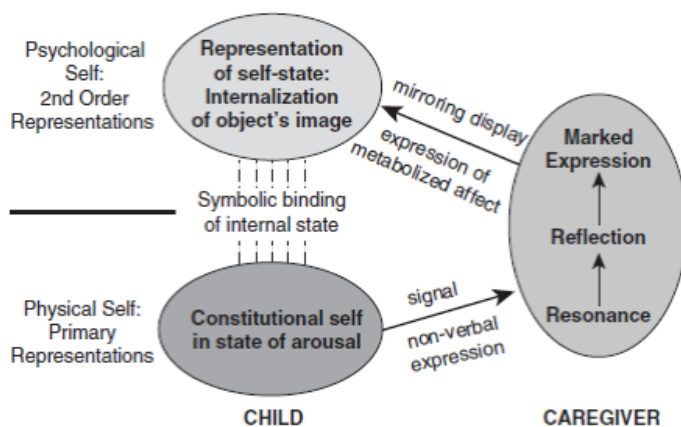 Psychological
Self:
2nd Order
Representations
Representation
of self-state:
Internalization
of object's image
mirroring display
expression of
metabolized affect
Marked
Expression
Reflection
Resonance
Symbolic binding
of internal state
Physical Self:
Primary
Representations
Constitutional self
in state of arousal
signal
non-verbal
expression
CHILD
CAREGIVER